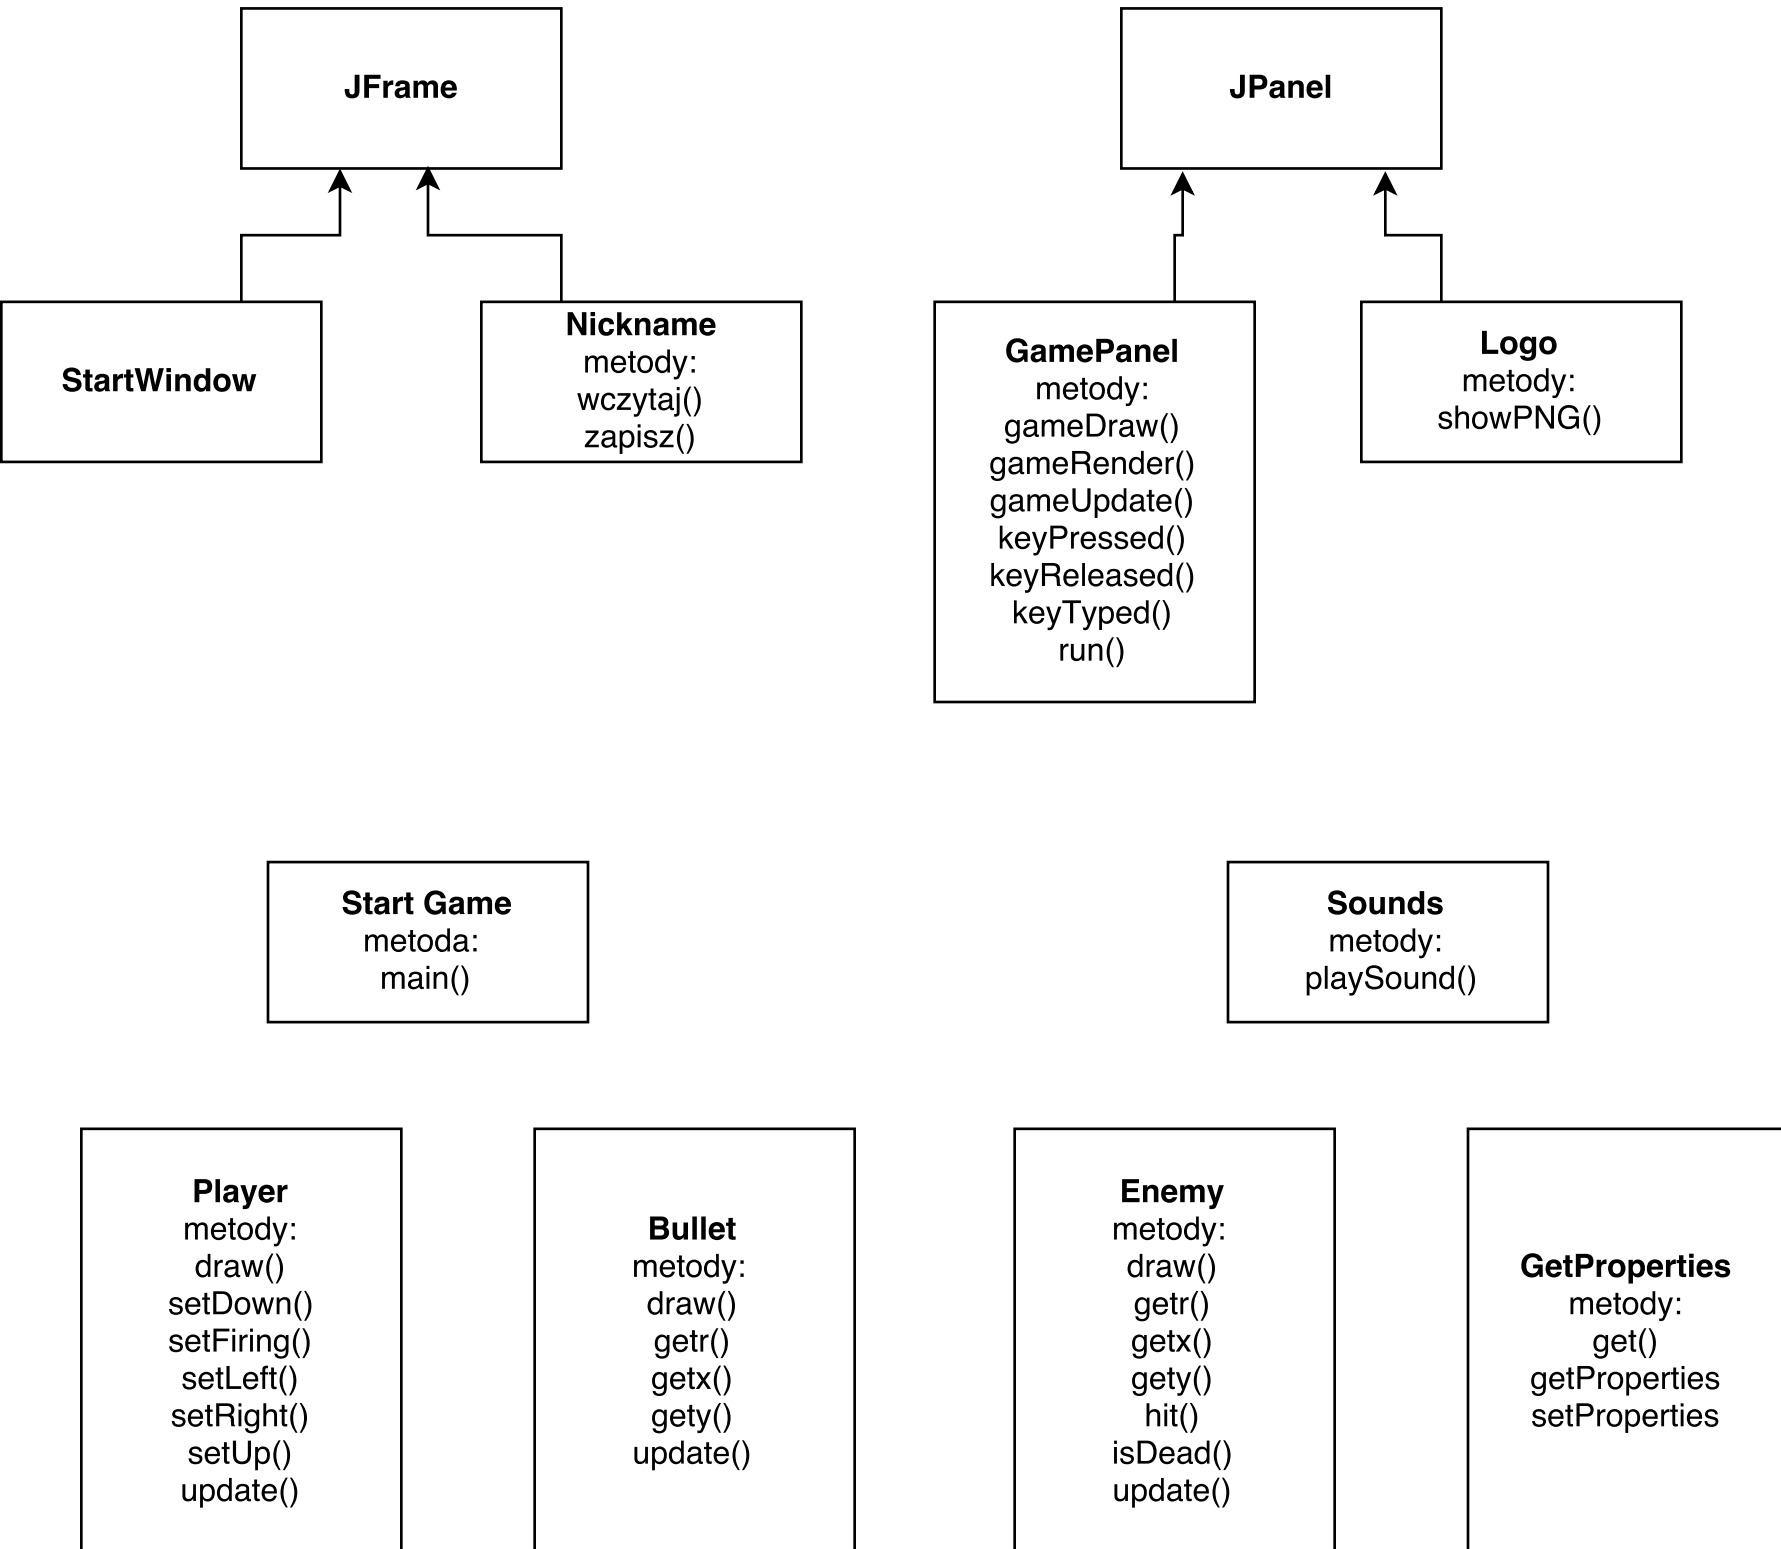 JFrame
JPanel
StartWindow
Nickname
metody:
wczytaj()
zapisz()
GamePanel
metody:
gameDraw()
gameRender()
gameUpdate()
keyPressed()
keyReleased()
keyTyped()
run()
Logo
metody:
showPNG()
Start Game
metoda:
main()
Sounds
metody:
playSound()
Player
metody:
draw()
setDown()
setFiring()
setLeft()
setRight()
setUp()
update()
Bullet
metody:
draw()
getr()
getx()
gety()
update()
Enemy
metody:
draw()
getr()
getx()
gety()
hit()
isDead()
update()
GetProperties
metody:
get()
getProperties
setProperties